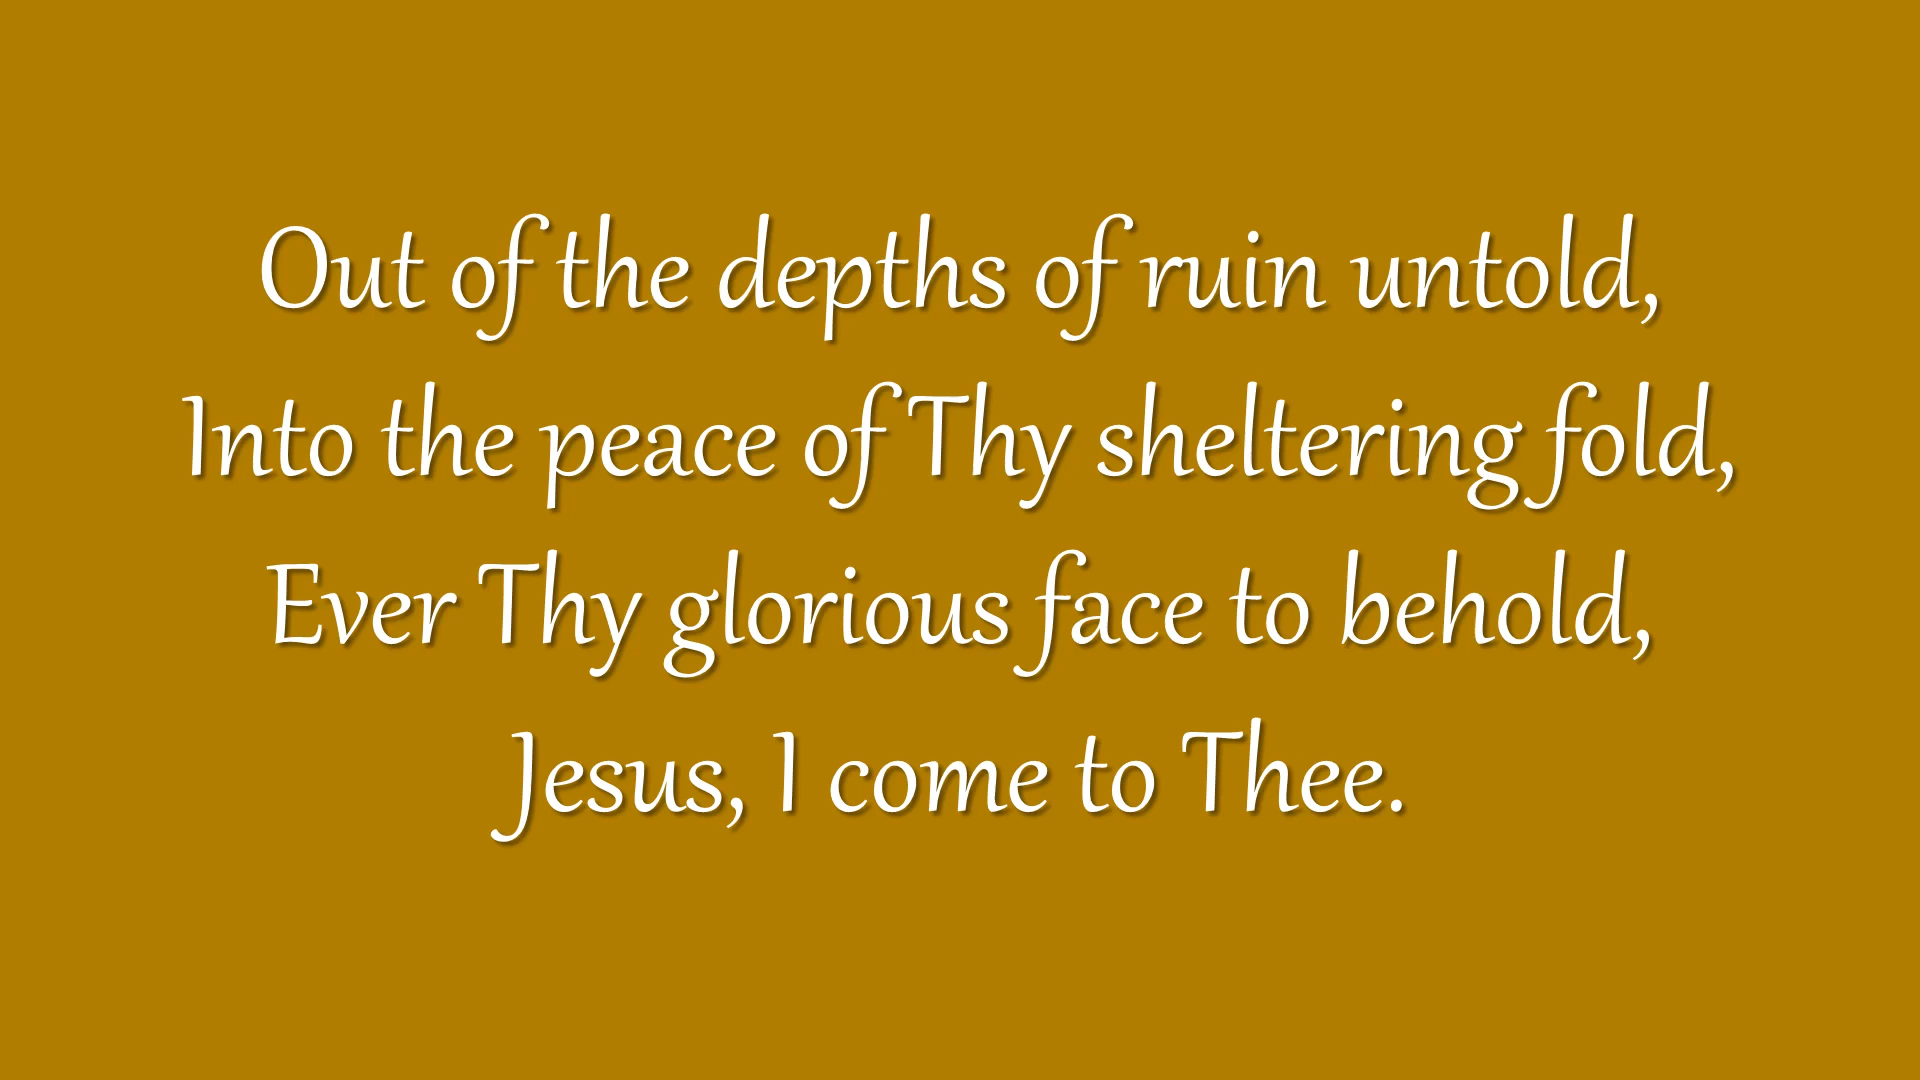 Out of the depths of ruin untold,
Into the peace of Thy sheltering fold,
Ever Thy glorious face to behold,
Jesus, I come to Thee.